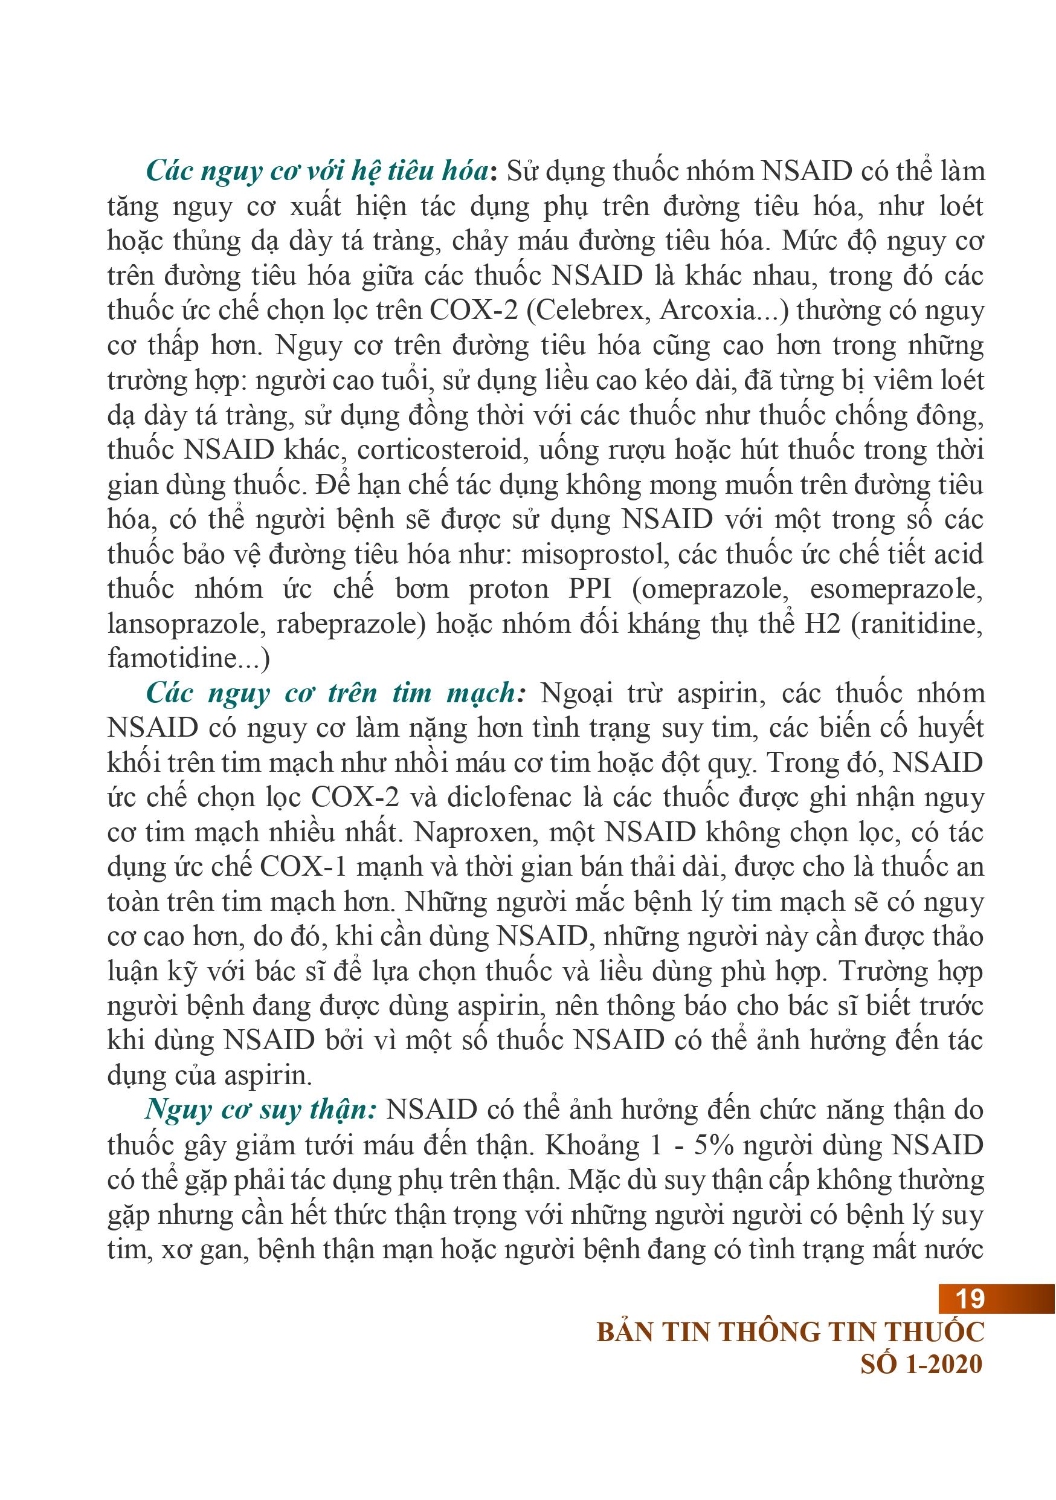 Các nguy cơ với hệ tiêu hóa: Sử dụng thuốc nhóm NSAID có thể làm
tăng nguy cơ xuất hiện tác dụng phụ trên đường tiêu hóa, như loét
hoặc thủng dạ dày tá tràng, chảy máu đường tiêu hóa. Mức độ nguy cơ
trên đường tiêu hóa giữa các thuốc NSAID là khác nhau, trong đó các
thuốc ức chế chọn lọc trên COX-2 (Celebrex, Arcoxia...) thường có nguy
cơ thấp hơn. Nguy cơ trên đường tiêu hóa cũng cao hơn trong những
trường hợp: người cao tuổi, sử dụng liều cao kéo dài, đã từng bị viêm loét
dạ dày tá tràng, sử dụng đồng thời với các thuốc như thuốc chống đông,
thuốc NSAID khác, corticosteroid, uống rượu hoặc hút thuốc trong thời
gian dùng thuốc. Để hạn chế tác dụng không mong muốn trên đường tiêu
hóa, có thể người bệnh sẽ được sử dụng NSAID với một trong số các
thuốc bảo vệ đường tiêu hóa như: misoprostol, các thuốc ức chế tiết acid
thuốc nhóm ức chế bơm proton PPI (omeprazole, esomeprazole,
lansoprazole, rabeprazole) hoặc nhóm đối kháng thụ thể H2 (ranitidine,
famotidine...)
Các nguy cơ trên tim mạch: Ngoại trừ aspirin, các thuốc nhóm
NSAID có nguy cơ làm nặng hơn tình trạng suy tim, các biến cố huyết
khối trên tim mạch như nhồi máu cơ tim hoặc đột quỵ. Trong đó, NSAID
ức chế chọn lọc COX-2 và diclofenac là các thuốc được ghi nhận nguy
cơ tim mạch nhiều nhất. Naproxen, một NSAID không chọn lọc, có tác
dụng ức chế COX-1 mạnh và thời gian bán thải dài, được cho là thuốc an
toàn trên tim mạch hơn. Những người mắc bệnh lý tim mạch sẽ có nguy
cơ cao hơn, do đó, khi cần dùng NSAID, những người này cần được thảo
luận kỹ với bác sĩ để lựa chọn thuốc và liều dùng phù hợp. Trường hợp
người bệnh đang được dùng aspirin, nên thông báo cho bác sĩ biết trước
khi dùng NSAID bởi vì một số thuốc NSAID có thể ảnh hưởng đến tác
dụng của aspirin.
Nguy cơ suy thận: NSAID có thể ảnh hưởng đến chức năng thận do
thuốc gây giảm tưới máu đến thận. Khoảng 1 - 5% người dùng NSAID
có thể gặp phải tác dụng phụ trên thận. Mặc dù suy thận cấp không thường
gặp nhưng cần hết thức thận trọng với những người người có bệnh lý suy
tim, xơ gan, bệnh thận mạn hoặc người bệnh đang có tình trạng mất nước
19
BẢN TIN THÔNG TIN THUỐC
SỐ 1-2020